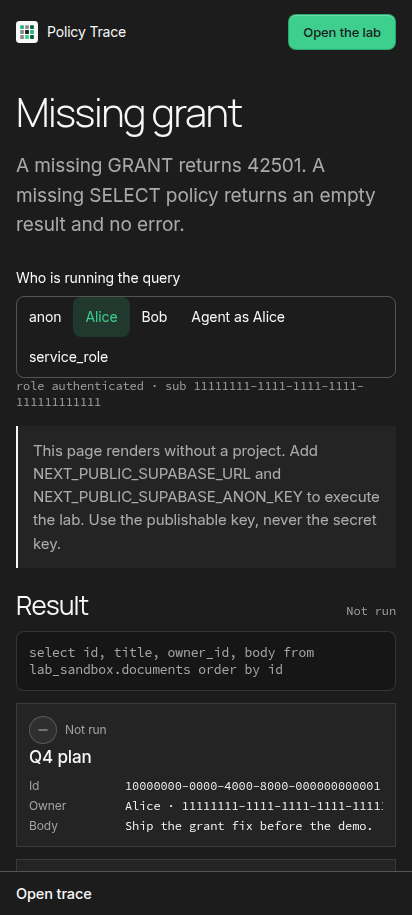 Policy Trace
Open the lab
Missing grant
A missing GRANT returns 42501. A
missing SELECT policy returns an empty
result and no error.
Who is running the query
anon Alice Bob Agent as Alice
service_role
role authenticated · sub 11111111-1111-1111-1111-
111111111111
This page renders without a project. Add
NEXT_PUBLIC_SUPABASE_URL and
NEXT_PUBLIC_SUPABASE_ANON_KEY to execute
the lab. Use the publishable key, never the secret
key.
Result
Not run
select id, title, owner_id, body from
lab_sandbox.documents order by id
Not run
Q4 plan
Id 10000000-0000-4000-8000-000000000001
Owner Alice · 11111111-1111-1111-1111-11111
Body Ship the grant fix before the demo.
Open trace